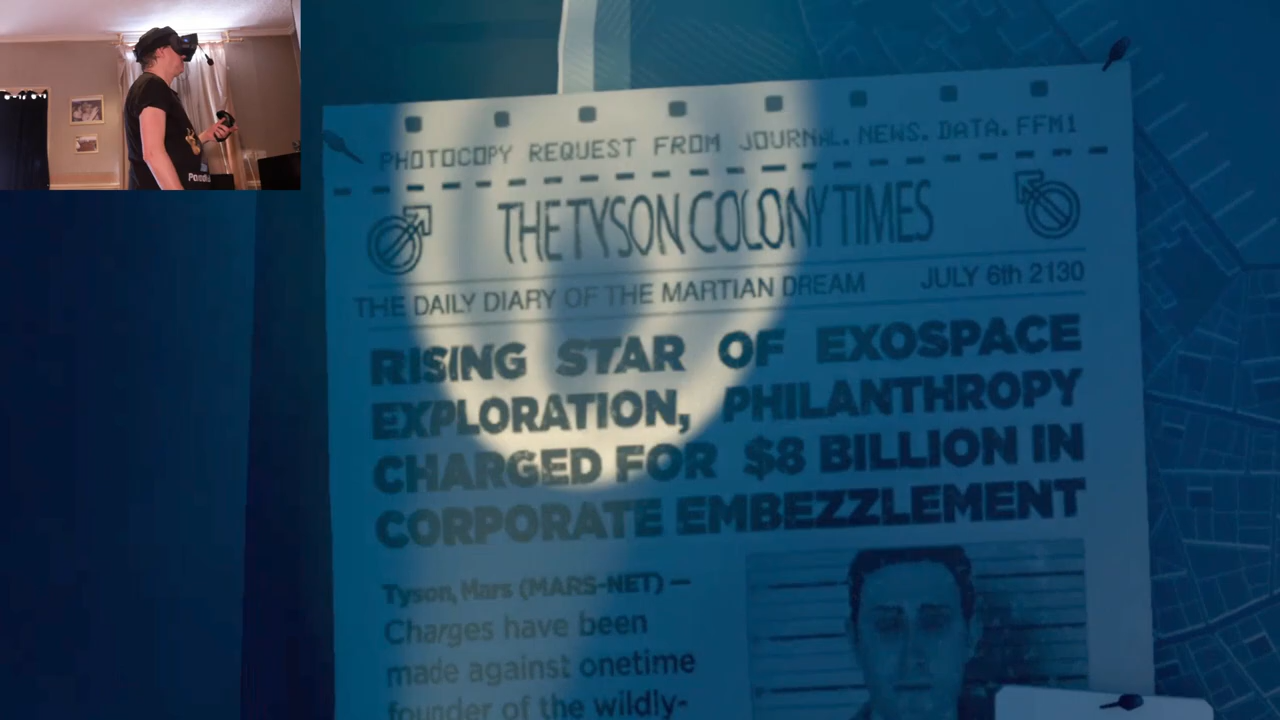 PHOTOCOPY REQUEST FROM JOURNAL.NEWS.DATA.FFM1
THE TYSON COLONY TIMES
THE DAILY DIARY OF THE MARTIAN DREAM JULY 6th 2130
RISING STAR OF EXOSPACE
EXPLORATION, PHILANTHROPY
CHARGED FOR $8 BILLION IN
CORPORATE EMBEZZLEMENT
Tyson, Mars (MARS-NET) —
Charges have been
made against onetime
founder of the wildly-